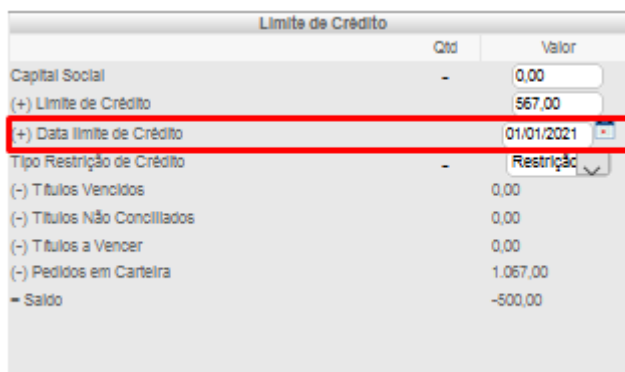 Limite de Crédito
Qtd Valor
Capital Social - 0,00
(+) Limite de Crédito 567,00
(+) Data limite de Crédito 01/01/2021
Tipo Restrição de Crédito - Restrição
(-) Títulos Vencidos 0,00
(-) Títulos Não Conciliados 0,00
(-) Títulos a Vencer 0,00
(-) Pedidos em Carteira 1.067,00
= Saldo -500,00